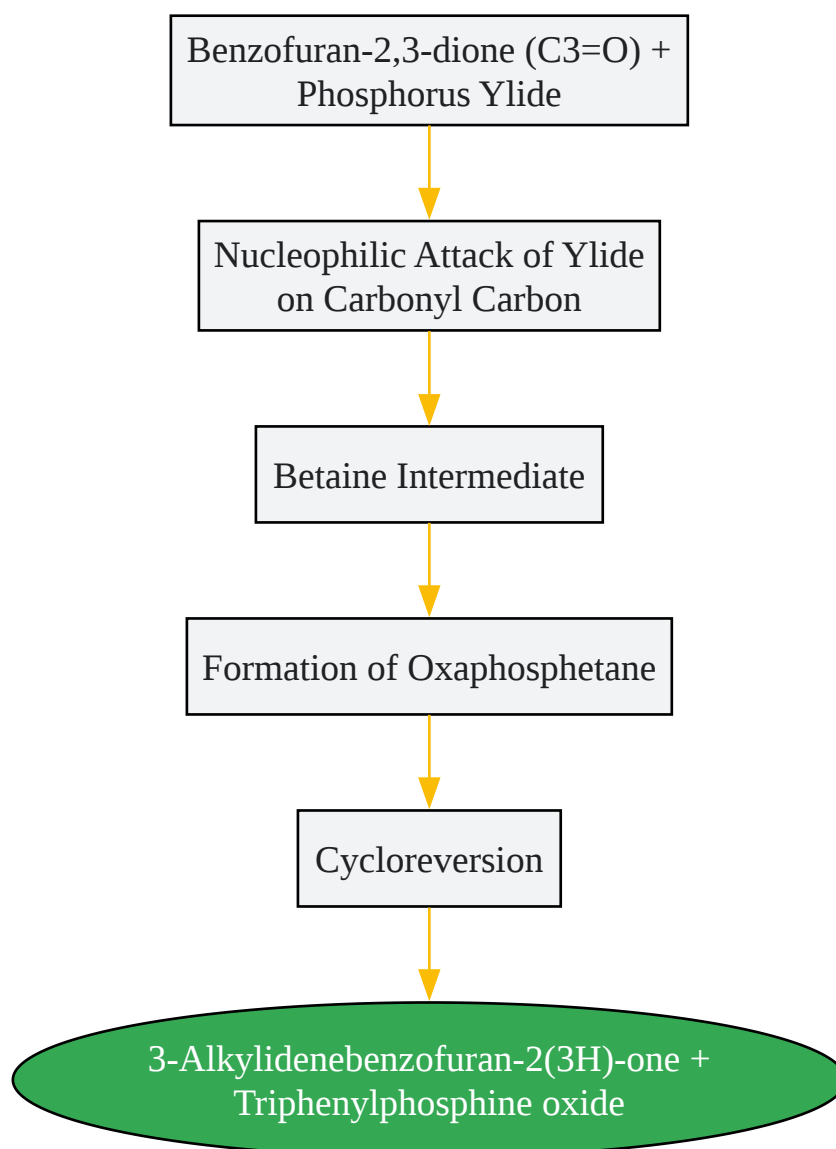 Benzofuran-2,3-dione (C3=O) +
Phosphorus Ylide
Nucleophilic Attack of Ylide
on Carbonyl Carbon
Betaine Intermediate
Formation of Oxaphosphetane
Cycloreversion
3-Alkylidenebenzofuran-2(3H)-one +
Triphenylphosphine oxide